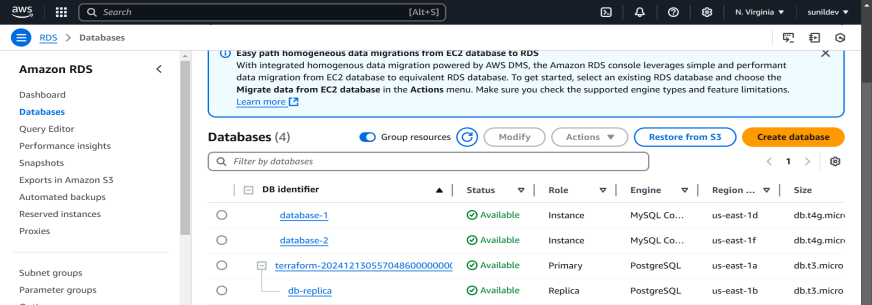 aws Search [Alt+S] N. Virginia sunildev
RDS > Databases
Amazon RDS
Dashboard
Databases
Query Editor
Performance insights
Snapshots
Exports in Amazon S3
Automated backups
Reserved instances
Proxies
Subnet groups
Parameter groups
Easy path homogeneous data migrations from EC2 database to RDS
With integrated homogenous data migration powered by AWS DMS, the Amazon RDS console leverages simple and performant
data migration from EC2 database to equivalent RDS database. To get started, select an existing RDS database and choose the
Migrate data from EC2 database in the Actions menu. Make sure you check the supported engine types and feature limitations.
Learn more
Databases (4) Group resources Modify Actions Restore from S3 Create database
Filter by databases
< 1 >
DB identifier Status Role Engine Region ... Size
database-1 Available Instance MySQL Co... us-east-1d db.t4g.micr
database-2 Available Instance MySQL Co... us-east-1f db.t4g.micr
terraform-20241213055704860000000 Available Primary PostgreSQL us-east-1a db.t3.micro
db-replica Available Replica PostgreSQL us-east-1b db.t3.micro